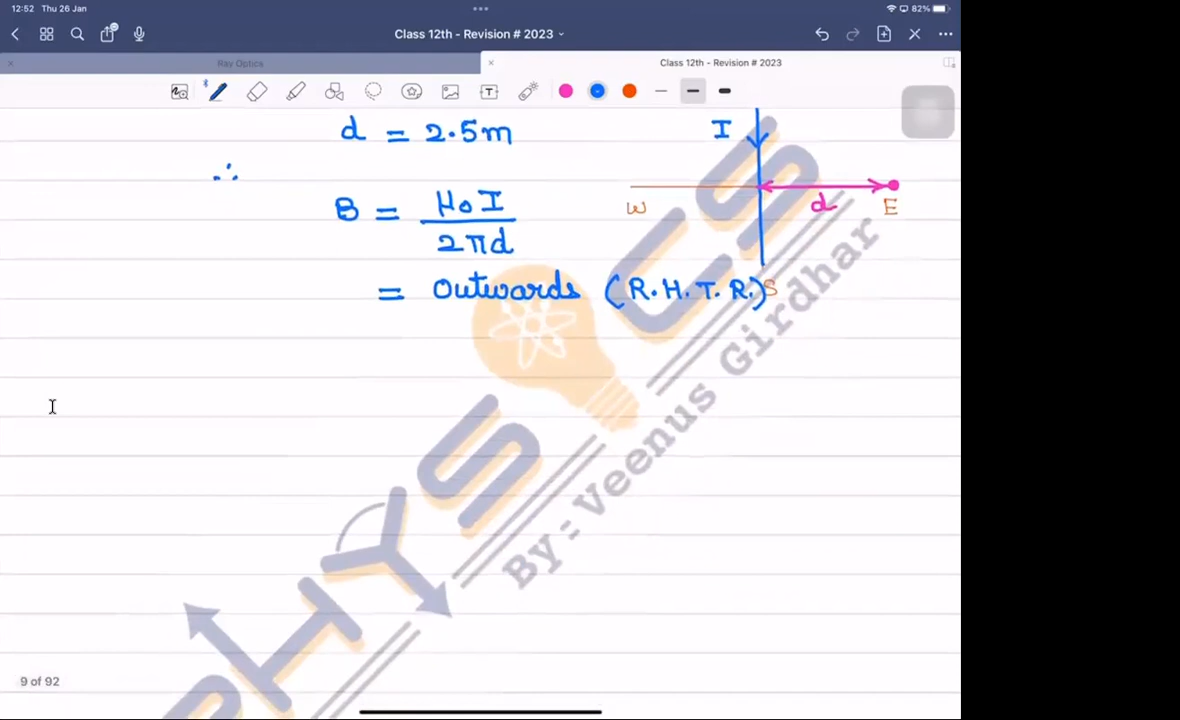 12:52 Thu 26 Jan
82%
Class 12th - Revision # 2023
Ray Optics
Class 12th - Revision # 2023
d = 2.5m
I
∴
W
d
E
B = μ₀I / 2πd
= Outwards (R.H.T.R.)
S
PHYSICS
By:- Veenus Girdhar
9 of 92